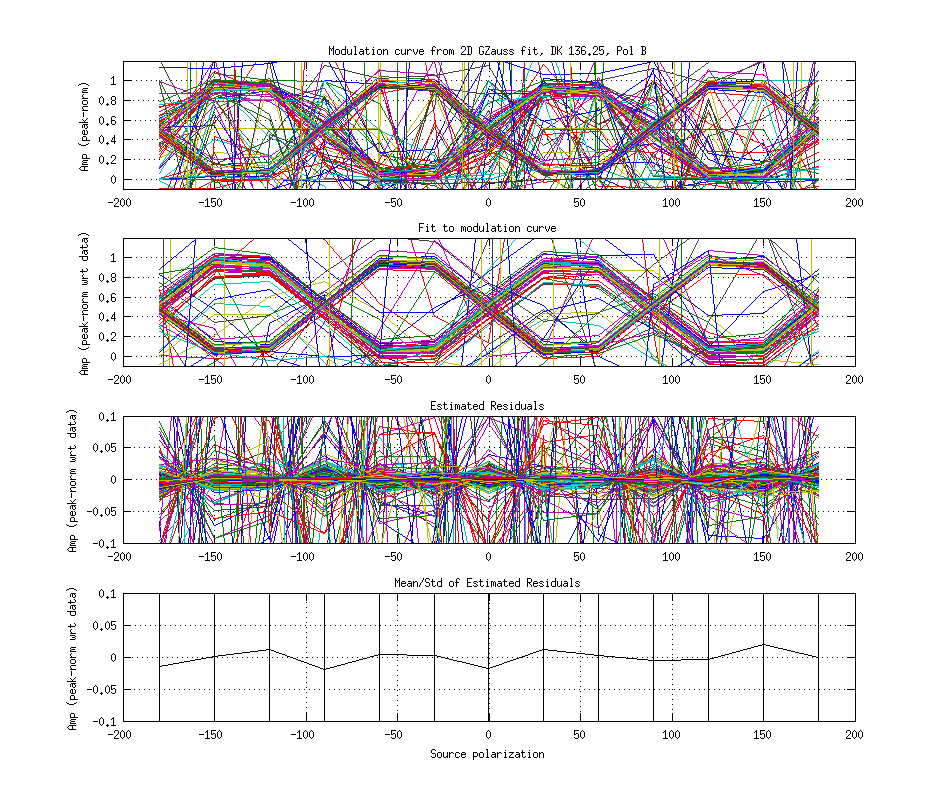 Modulation curve from 2D GZauss fit, DK 136.25, Pol B
Amp (peak-norm)
1
0.8
0.6
0.4
0.2
0
-200 -150 -100 -50 0 50 100 150 200
Fit to modulation curve
Amp (peak-norm wrt data)
1
0.8
0.6
0.4
0.2
0
-200 -150 -100 -50 0 50 100 150 200
Estimated Residuals
Amp (peak-norm wrt data)
0.1
0.05
0
-0.05
-0.1
-200 -150 -100 -50 0 50 100 150 200
Mean/Std of Estimated Residuals
Amp (peak-norm wrt data)
0.1
0.05
0
-0.05
-0.1
-200 -150 -100 -50 0 50 100 150 200
Source polarization